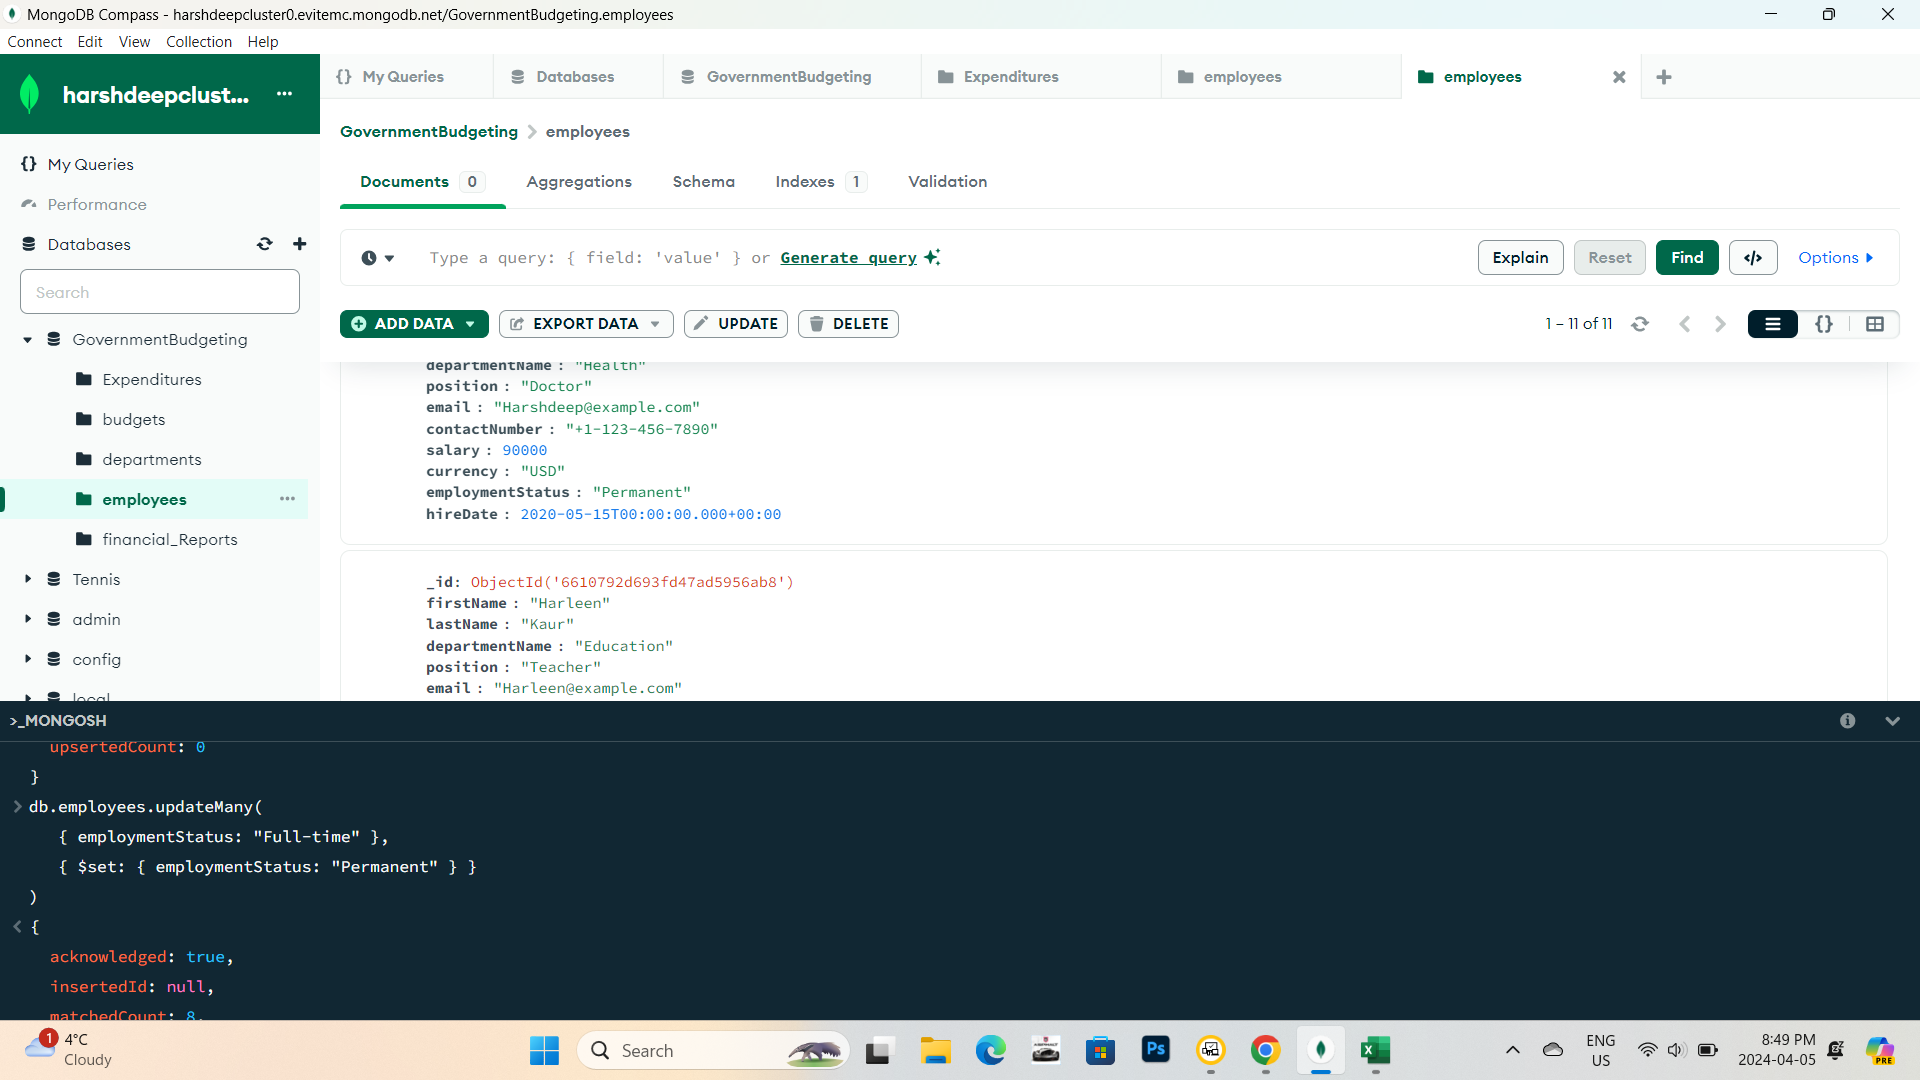 MongoDB Compass - harshdeepcluster0.evitemc.mongodb.net/GovernmentBudgeting.employees
Connect Edit View Collection Help
harshdeepclust... ...
{} My Queries
Databases
GovernmentBudgeting
Expenditures
employees
employees
GovernmentBudgeting > employees
{} My Queries
Performance
Databases
Search
GovernmentBudgeting
Expenditures
budgets
departments
employees ...
financial_Reports
Tennis
admin
config
local
Documents 0
Aggregations
Schema
Indexes 1
Validation
Type a query: { field: 'value' } or Generate query
Explain
Reset
Find
</>
Options
ADD DATA
EXPORT DATA
UPDATE
DELETE
1 – 11 of 11
{}
departmentName : "Health"
position : "Doctor"
email : "Harshdeep@example.com"
contactNumber : "+1-123-456-7890"
salary : 90000
currency : "USD"
employmentStatus : "Permanent"
hireDate : 2020-05-15T00:00:00.000+00:00
_id: ObjectId('6610792d693fd47ad5956ab8')
firstName : "Harleen"
lastName : "Kaur"
departmentName : "Education"
position : "Teacher"
email : "Harleen@example.com"
>_MONGOSH
upsertedCount: 0
}
> db.employees.updateMany(
{ employmentStatus: "Full-time" },
{ $set: { employmentStatus: "Permanent" } }
)
< {
acknowledged: true,
insertedId: null,
matchedCount: 8,
1
4°C
Cloudy
Search
Ps
ENG
US
8:49 PM
2024-04-05
PRE